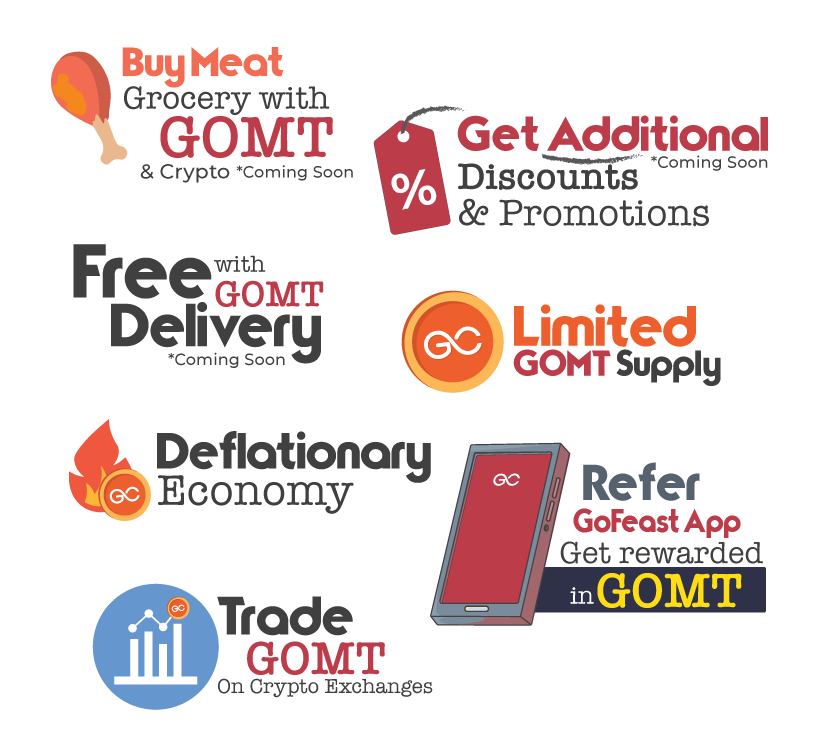 Buy Meat
Grocery with
GOMT
& Crypto *Coming Soon
Get Additional
*Coming Soon
Discounts
& Promotions
%
Free with
GOMT
Delivery
*Coming Soon
GC
Limited
GOMT Supply
Deflationary
Economy
GC
GC
Refer
GoFeast App
Get rewarded
in GOMT
GC
Trade
GOMT
On Crypto Exchanges